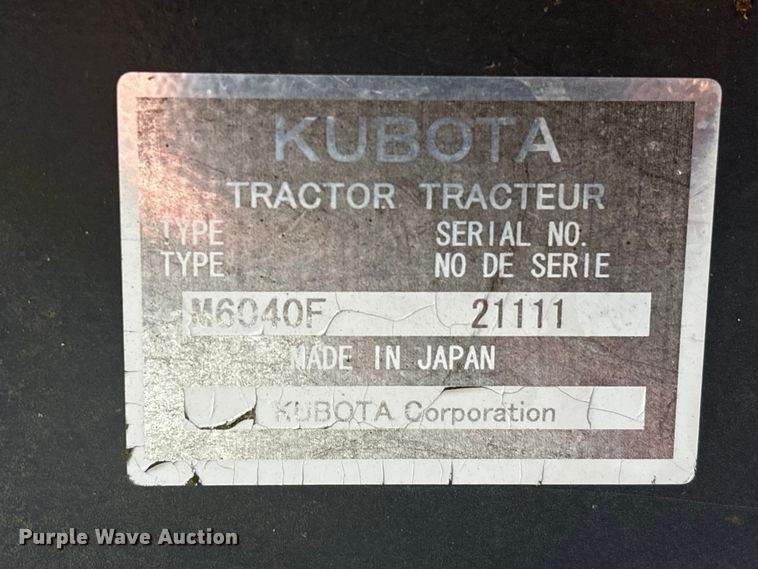 KUBOTA
TRACTOR TRACTEUR
TYPE SERIAL NO.
TYPE NO DE SERIE
M6040F 21111
MADE IN JAPAN
KUBOTA Corporation
Purple Wave Auction